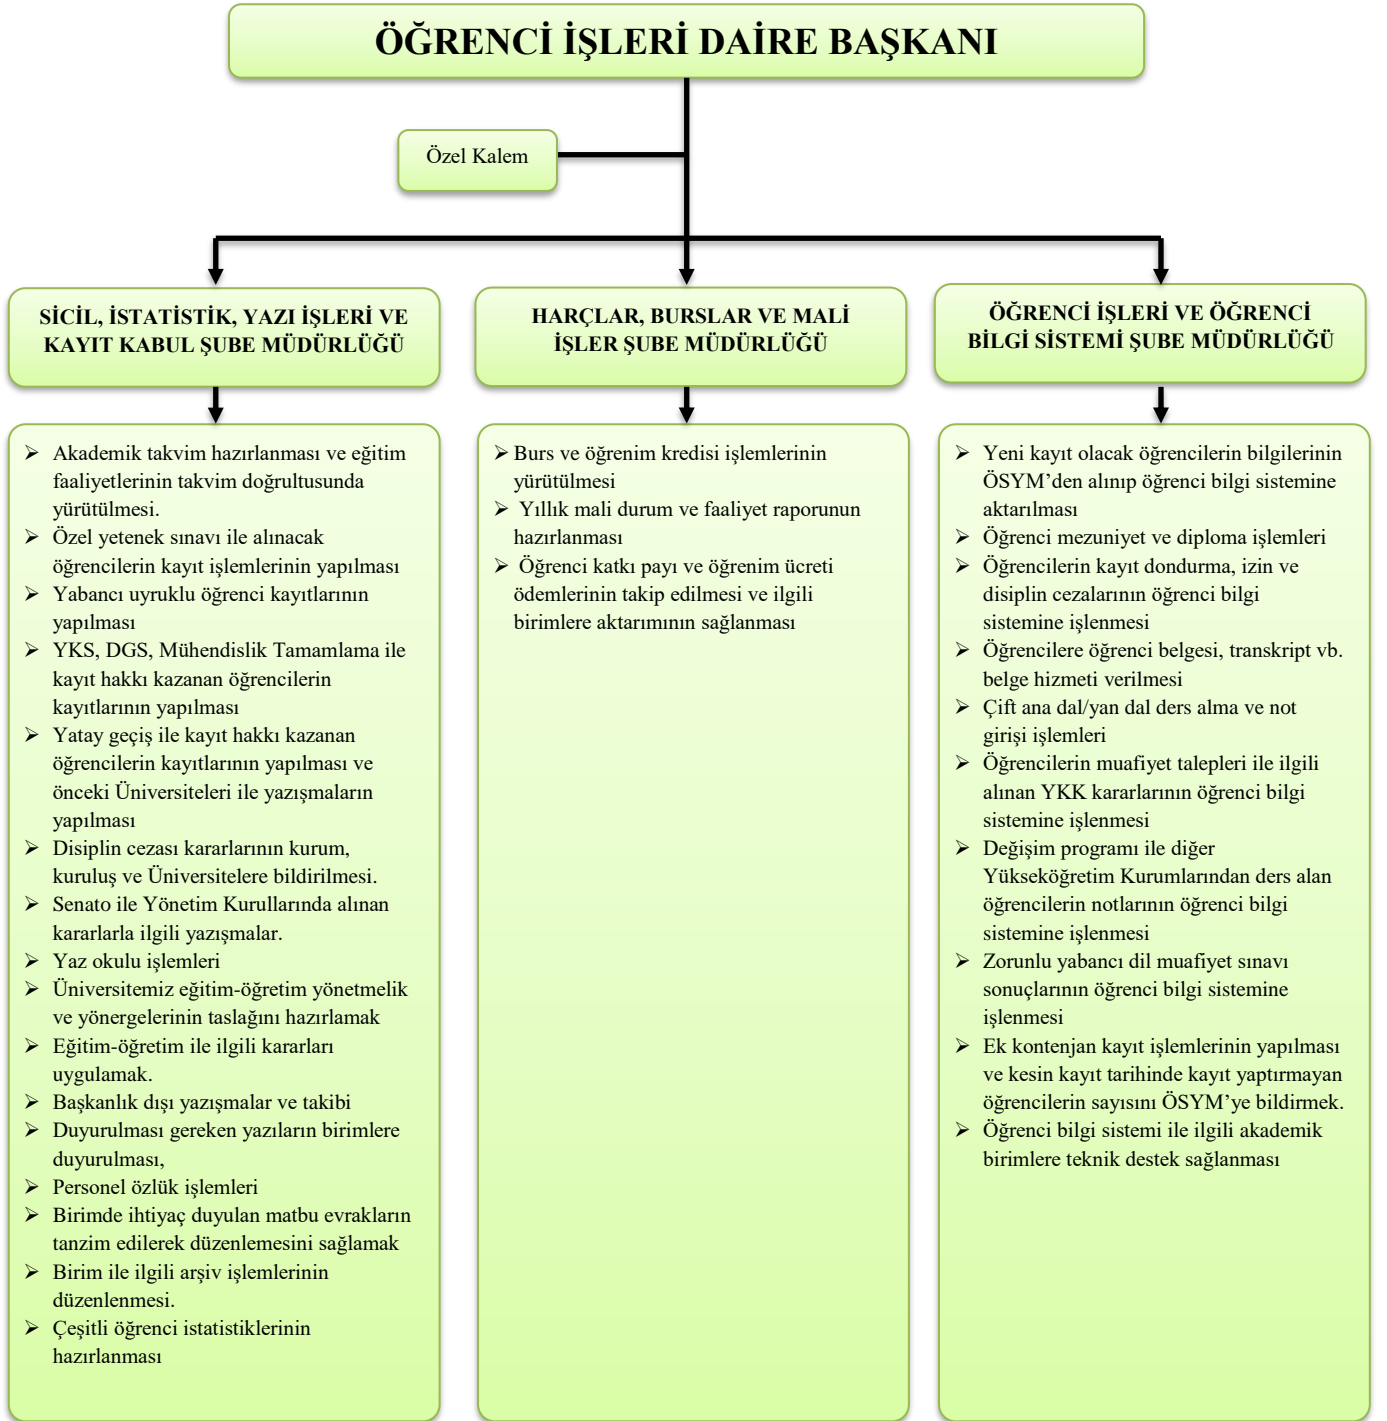 ÖĞRENCİ İŞLERİ DAİRE BAŞKANI
Özel Kalem
SİCİL, İSTATİSTİK, YAZI İŞLERİ VE
KAYIT KABUL ŞUBE MÜDÜRLÜĞÜ
➢ Akademik takvim hazırlanması ve eğitim
faaliyetlerinin takvim doğrultusunda
yürütülmesi.
➢ Özel yetenek sınavı ile alınacak
öğrencilerin kayıt işlemlerinin yapılması
➢ Yabancı uyruklu öğrenci kayıtlarının
yapılması
➢ YKS, DGS, Mühendislik Tamamlama ile
kayıt hakkı kazanan öğrencilerin
kayıtlarının yapılması
➢ Yatay geçiş ile kayıt hakkı kazanan
öğrencilerin kayıtlarının yapılması ve
önceki Üniversiteleri ile yazışmaların
yapılması
➢ Disiplin cezası kararlarının kurum,
kuruluş ve Üniversitelere bildirilmesi.
➢ Senato ile Yönetim Kurullarında alınan
kararlarla ilgili yazışmalar.
➢ Yaz okulu işlemleri
➢ Üniversitemiz eğitim-öğretim yönetmelik
ve yönergelerinin taslağını hazırlamak
➢ Eğitim-öğretim ile ilgili kararları
uygulamak.
➢ Başkanlık dışı yazışmalar ve takibi
➢ Duyurulması gereken yazıların birimlere
duyurulması,
➢ Personel özlük işlemleri
➢ Birimde ihtiyaç duyulan matbu evrakların
tanzim edilerek düzenlemesini sağlamak
➢ Birim ile ilgili arşiv işlemlerinin
düzenlenmesi.
➢ Çeşitli öğrenci istatistiklerinin
hazırlanması
HARÇLAR, BURSLAR VE MALİ
İŞLER ŞUBE MÜDÜRLÜĞÜ
➢ Burs ve öğrenim kredisi işlemlerinin
yürütülmesi
➢ Yıllık mali durum ve faaliyet raporunun
hazırlanması
➢ Öğrenci katkı payı ve öğrenim ücreti
ödemlerinin takip edilmesi ve ilgili
birimlere aktarımının sağlanması
ÖĞRENCİ İŞLERİ VE ÖĞRENCİ
BİLGİ SİSTEMİ ŞUBE MÜDÜRLÜĞÜ
➢ Yeni kayıt olacak öğrencilerin bilgilerinin
ÖSYM’den alınıp öğrenci bilgi sistemine
aktarılması
➢ Öğrenci mezuniyet ve diploma işlemleri
➢ Öğrencilerin kayıt dondurma, izin ve
disiplin cezalarının öğrenci bilgi
sistemine işlenmesi
➢ Öğrencilere öğrenci belgesi, transkript vb.
belge hizmeti verilmesi
➢ Çift ana dal/yan dal ders alma ve not
girişi işlemleri
➢ Öğrencilerin muafiyet talepleri ile ilgili
alınan YKK kararlarının öğrenci bilgi
sistemine işlenmesi
➢ Değişim programı ile diğer
Yükseköğretim Kurumlarından ders alan
öğrencilerin notlarının öğrenci bilgi
sistemine işlenmesi
➢ Zorunlu yabancı dil muafiyet sınavı
sonuçlarının öğrenci bilgi sistemine
işlenmesi
➢ Ek kontenjan kayıt işlemlerinin yapılması
ve kesin kayıt tarihinde kayıt yaptırmayan
öğrencilerin sayısını ÖSYM’ye bildirmek.
➢ Öğrenci bilgi sistemi ile ilgili akademik
birimlere teknik destek sağlanması